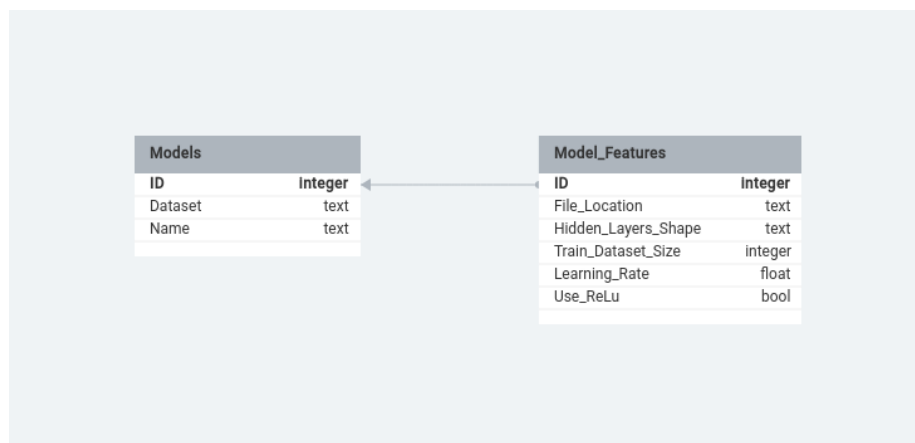 Models
ID integer
Dataset text
Name text
Model_Features
ID integer
File_Location text
Hidden_Layers_Shape text
Train_Dataset_Size integer
Learning_Rate float
Use_ReLu bool